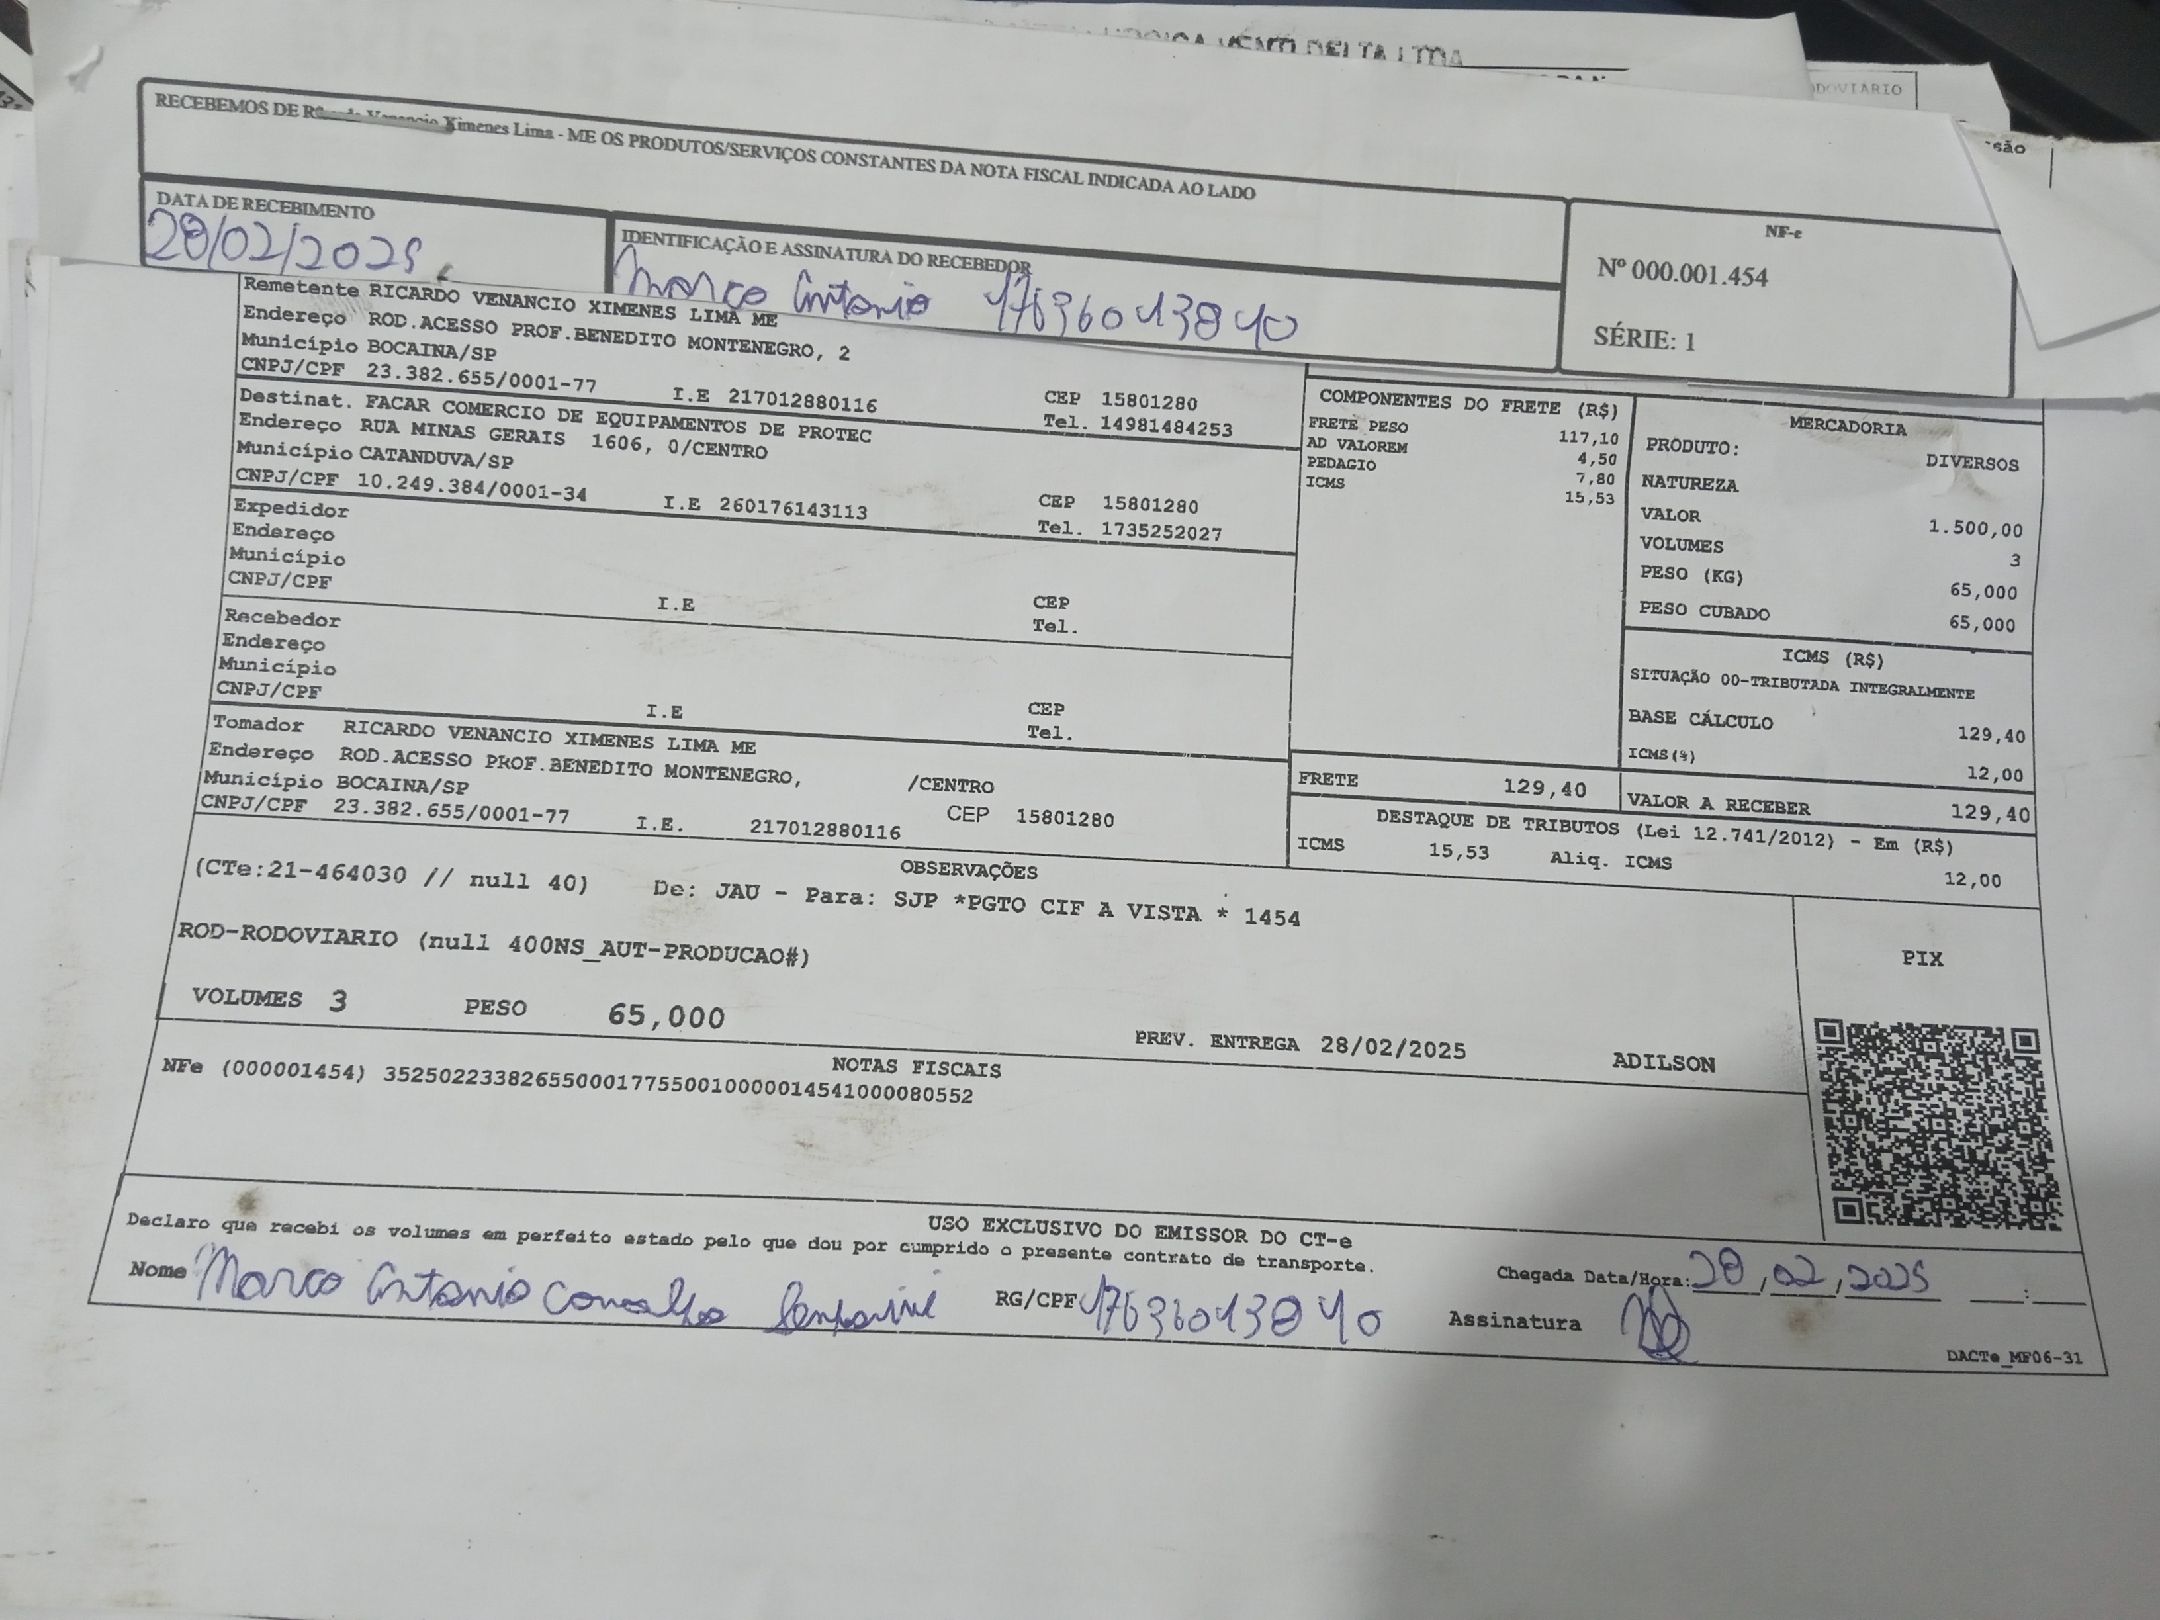 DOVIARIO
são
RECEBEMOS DE Ximenes Lima - ME OS PRODUTOS/SERVIÇOS CONSTANTES DA NOTA FISCAL INDICADA AO LADO
DATA DE RECEBIMENTO
28/02/2025
IDENTIFICAÇÃO E ASSINATURA DO RECEBEDOR
Marco Antonio 17636013840
NF-e
Nº 000.001.454
SÉRIE: 1
Remetente RICARDO VENANCIO XIMENES LIMA ME
Endereço ROD.ACESSO PROF.BENEDITO MONTENEGRO, 2
Município BOCAINA/SP
CNPJ/CPF 23.382.655/0001-77 I.E 217012880116 CEP 15801280
Tel. 14981484253
Destinat. FACAR COMERCIO DE EQUIPAMENTOS DE PROTEC
Endereço RUA MINAS GERAIS 1606, 0/CENTRO
Município CATANDUVA/SP
CNPJ/CPF 10.249.384/0001-34 I.E 260176143113 CEP 15801280
Tel. 1735252027
Expedidor
Endereço
Município
CNPJ/CPF I.E CEP
Tel.
Recebedor
Endereço
Município
CNPJ/CPF I.E CEP
Tel.
Tomador RICARDO VENANCIO XIMENES LIMA ME
Endereço ROD.ACESSO PROF.BENEDITO MONTENEGRO, /CENTRO
Município BOCAINA/SP
CNPJ/CPF 23.382.655/0001-77 I.E. 217012880116 CEP 15801280
COMPONENTES DO FRETE (R$)
FRETE PESO 117,10
AD VALOREM 4,50
PEDAGIO 7,80
ICMS 15,53
MERCADORIA
PRODUTO: DIVERSOS
NATUREZA
VALOR 1.500,00
VOLUMES 3
PESO (KG) 65,000
PESO CUBADO 65,000
ICMS (R$)
SITUAÇÃO 00-TRIBUTADA INTEGRALMENTE
BASE CÁLCULO 129,40
ICMS(%) 12,00
FRETE 129,40
VALOR A RECEBER 129,40
DESTAQUE DE TRIBUTOS (Lei 12.741/2012) - Em (R$)
ICMS 15,53 Aliq. ICMS 12,00
OBSERVAÇÕES
(CTe:21-464030 // null 40) De: JAU - Para: SJP *PGTO CIF A VISTA * 1454
ROD-RODOVIARIO (null 400NS_AUT-PRODUCAO#)
VOLUMES 3 PESO 65,000
PREV. ENTREGA 28/02/2025 ADILSON
PIX
NOTAS FISCAIS
NFe (000001454) 35250223382655000177550010000014541000080552
USO EXCLUSIVO DO EMISSOR DO CT-e
Declaro que recebi os volumes em perfeito estado pelo que dou por cumprido o presente contrato de transporte.
Nome Marco Antonio RG/CPF 17636013840
Chegada Data/Hora: 28/02/2025 :
Assinatura
DACTe_MF06-31